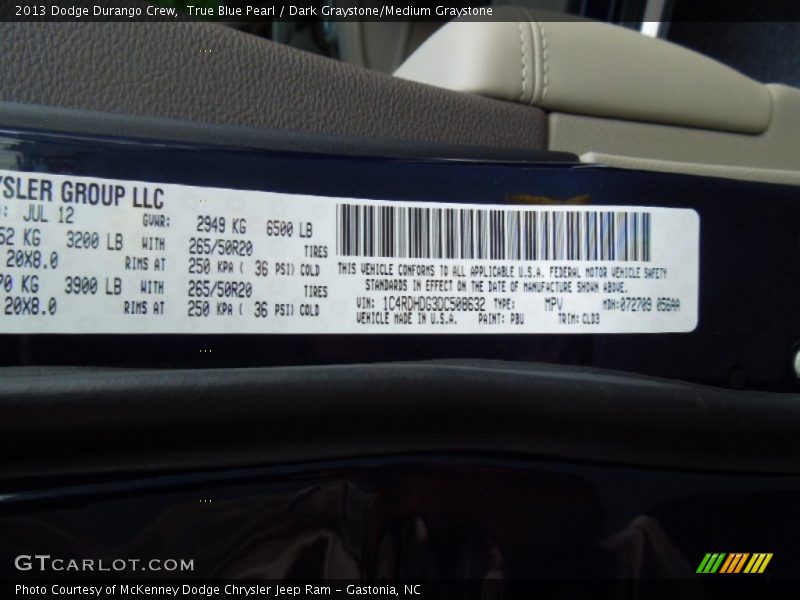 2013 Dodge Durango Crew,  True Blue Pearl / Dark Graystone/Medium Graystone
YSLER GROUP LLC
JUL 12 GVWR: 2949 KG 6500 LB
52 KG 3200 LB WITH 265/50R20 TIRES
20X8.0 RIMS AT 250 KPA ( 36 PSI) COLD
70 KG 3900 LB WITH 265/50R20 TIRES
20X8.0 RIMS AT 250 KPA ( 36 PSI) COLD
THIS VEHICLE CONFORMS TO ALL APPLICABLE U.S.A. FEDERAL MOTOR VEHICLE SAFETY
STANDARDS IN EFFECT ON THE DATE OF MANUFACTURE SHOWN ABOVE.
VIN: 1C4RDHDG3DC508632 TYPE: MPV MDH:072709 056AA
VEHICLE MADE IN U.S.A. PAINT: PBU TRIM: CLD3
GTCARLOT.COM
Photo Courtesy of McKenney Dodge Chrysler Jeep Ram - Gastonia, NC